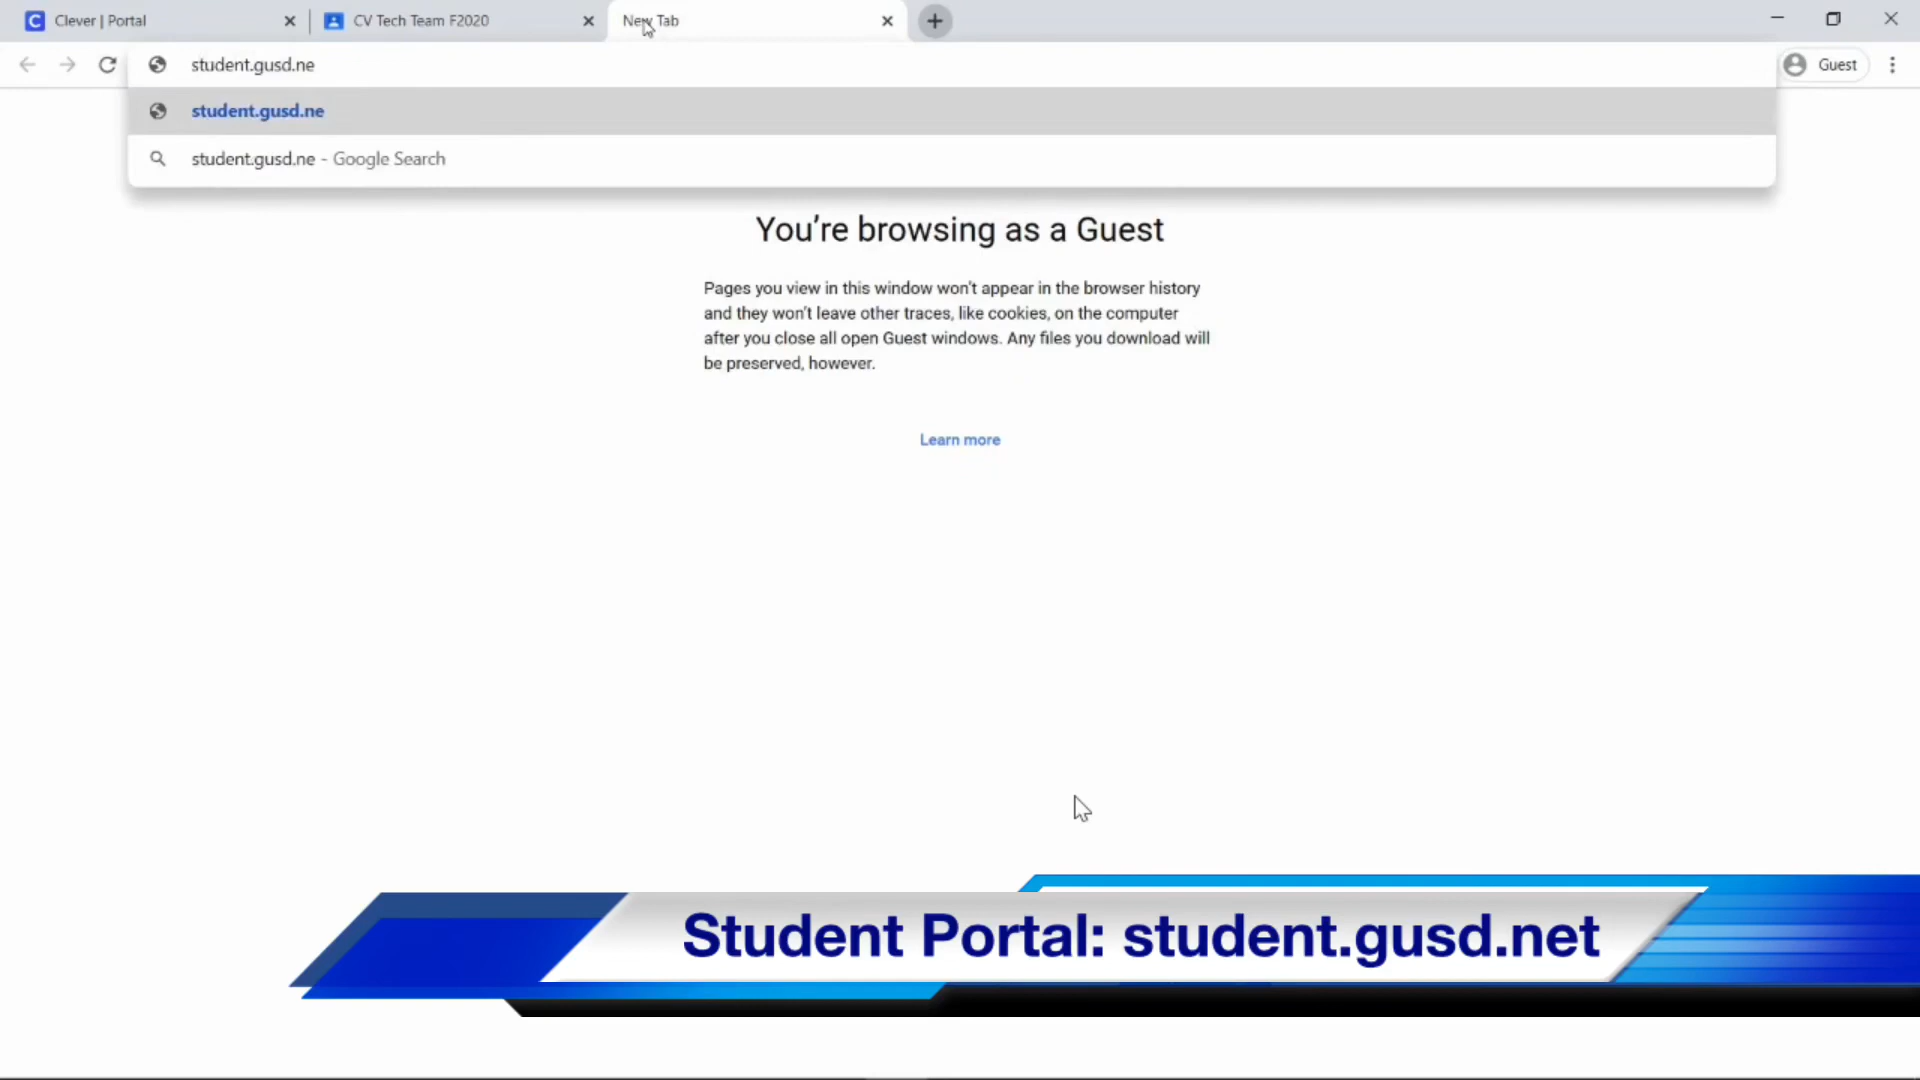 Clever | Portal
CV Tech Team F2020
New Tab
student.gusd.ne
Guest
student.gusd.ne
student.gusd.ne - Google Search
You're browsing as a Guest
Pages you view in this window won't appear in the browser history
and they won't leave other traces, like cookies, on the computer
after you close all open Guest windows. Any files you download will
be preserved, however.
Learn more
Student Portal: student.gusd.net